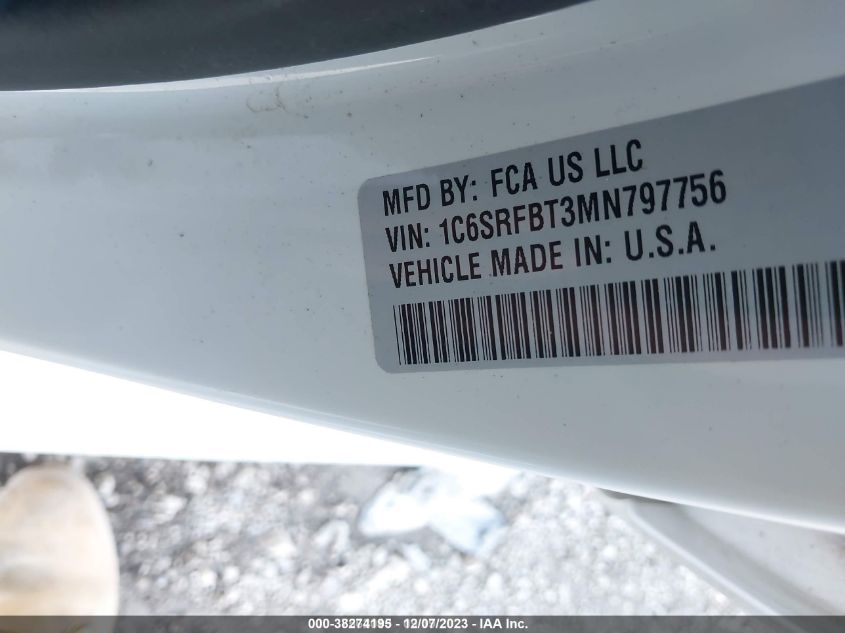 MFD BY: FCA US LLC
VIN: 1C6SRFBT3MN797756
VEHICLE MADE IN: U.S.A.
000-38274195 - 12/07/2023 - IAA Inc.